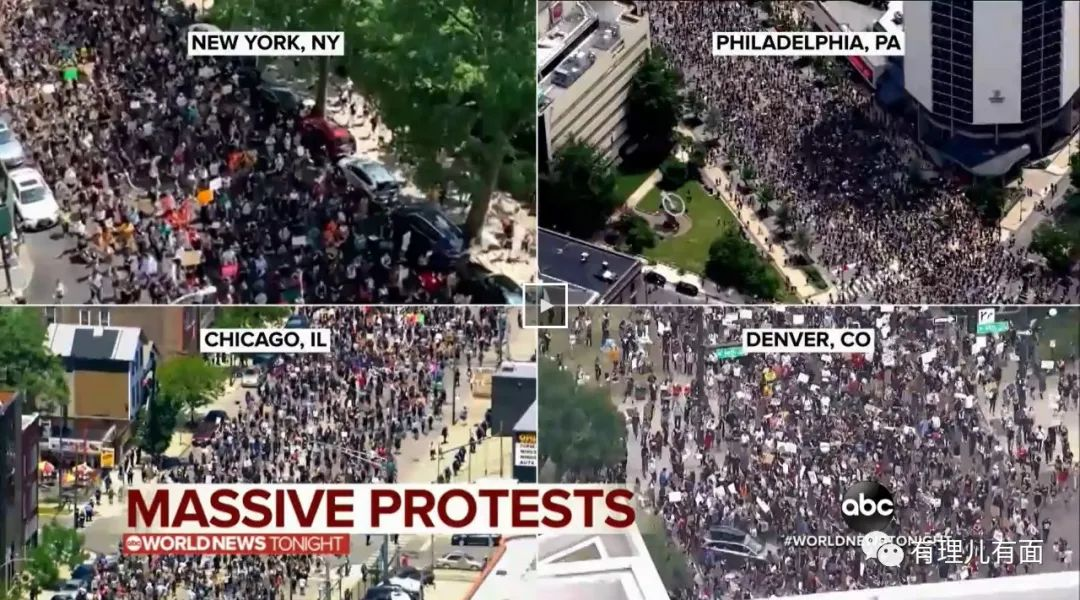 NEW YORK, NY
PHILADELPHIA, PA
CHICAGO, IL
DENVER, CO
MASSIVE PROTESTS
abc WORLD NEWS TONIGHT
abc
#WORLDNEWSTONIGHT
有理儿有面